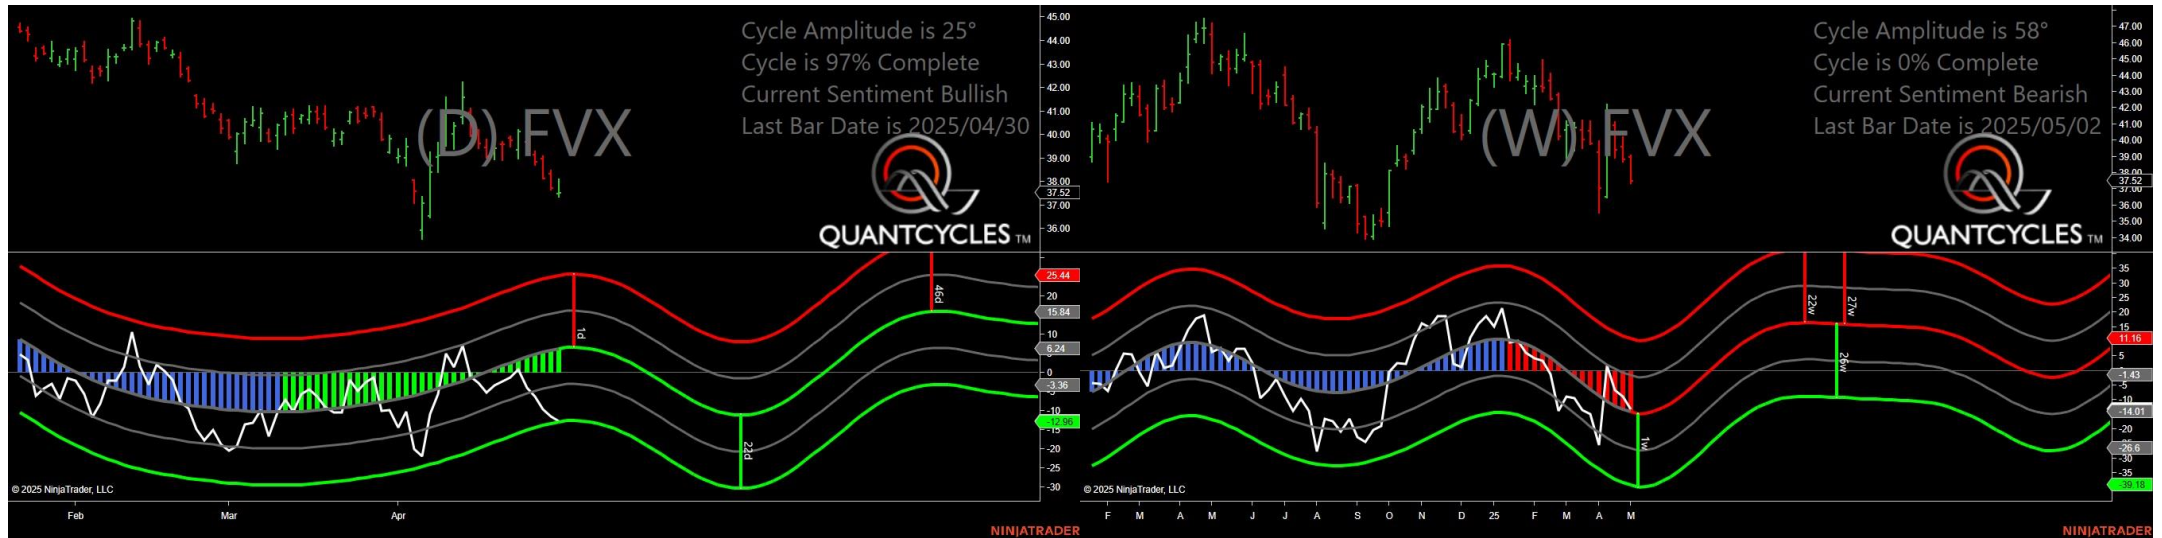 Cycle Amplitude is 25°
Cycle is 97% Complete
Current Sentiment Bullish
Last Bar Date is 2025/04/30
(D) FVX
QUANTCYCLES TM
45.00
44.00
43.00
42.00
41.00
40.00
39.00
38.00
37.52
36.00
25.44
20
15.84
10
6.24
0
-3.36
-5
-10
-12.96
-15
-20
-25
-30
1d
22d
46d
© 2025 NinjaTrader, LLC
Feb Mar Apr
NINJATRADER
Cycle Amplitude is 58°
Cycle is 0% Complete
Current Sentiment Bearish
Last Bar Date is 2025/05/02
(W) FVX
QUANTCYCLES TM
47.00
46.00
45.00
44.00
43.00
42.00
41.00
40.00
39.00
38.00
37.52
37.00
36.00
35.00
34.00
35
30
25
20
15
11.16
5
-1.43
-5
-10
-14.01
-20
-26.6
-30
-35
-39.18
1w
22w
27w
26w
© 2025 NinjaTrader, LLC
F M A M J J A S O N D 25 F M A M
NINJATRADER